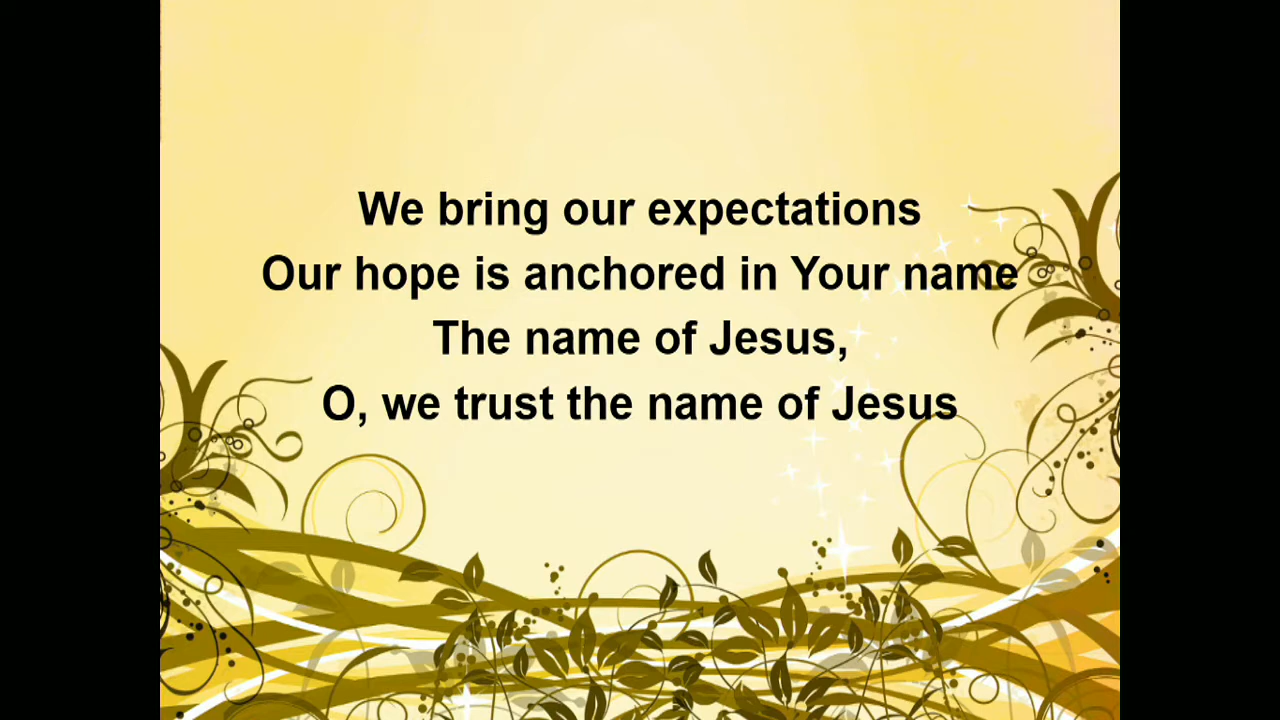 We bring our expectations
Our hope is anchored in Your name
The name of Jesus,
O, we trust the name of Jesus